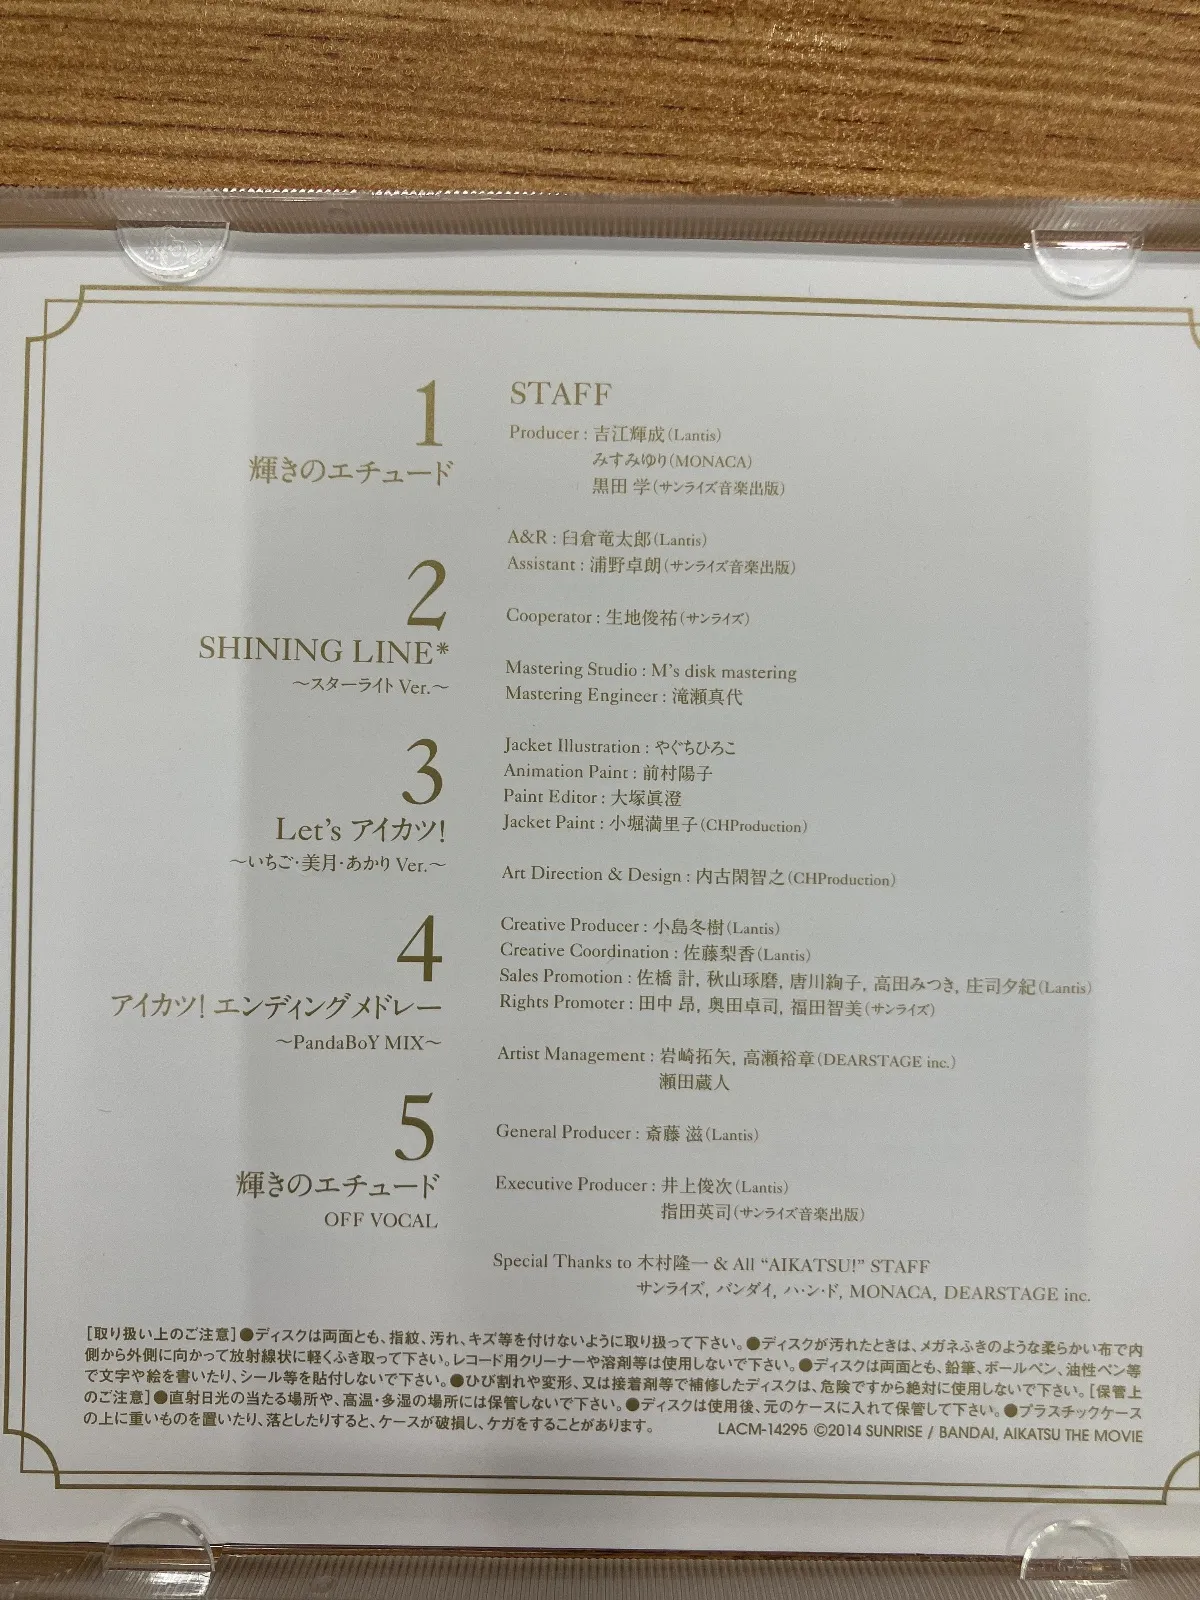 1
輝きのエチュード
2
SHINING LINE*
～スターライト Ver.～
3
Let's アイカツ!
～いちご・美月・あかり Ver.～
4
アイカツ! エンディングメドレー
～PandaBoY MIX～
5
輝きのエチュード
OFF VOCAL
STAFF
Producer : 吉江輝成(Lantis)
みすみゆり(MONACA)
黒田 学(サンライズ音楽出版)
A&R : 臼倉竜太郎(Lantis)
Assistant : 浦野卓朗(サンライズ音楽出版)
Cooperator : 生地俊祐(サンライズ)
Mastering Studio : M's disk mastering
Mastering Engineer : 滝瀬真代
Jacket Illustration : やぐちひろこ
Animation Paint : 前村陽子
Paint Editor : 大塚眞澄
Jacket Paint : 小堀満里子(CHProduction)
Art Direction & Design : 内古閑智之(CHProduction)
Creative Producer : 小島冬樹(Lantis)
Creative Coordination : 佐藤梨香(Lantis)
Sales Promotion : 佐橋 計, 秋山琢磨, 唐川絢子, 高田みつき, 庄司夕紀(Lantis)
Rights Promoter : 田中 昂, 奥田卓司, 福田智美(サンライズ)
Artist Management : 岩崎拓矢, 高瀬裕章(DEARSTAGE inc.)
瀬田蔵人
General Producer : 斎藤 滋(Lantis)
Executive Producer : 井上俊次(Lantis)
指田英司(サンライズ音楽出版)
Special Thanks to 木村隆一 & All “AIKATSU!” STAFF
サンライズ, バンダイ, ハ・ン・ド, MONACA, DEARSTAGE inc.
[取り扱い上のご注意]●ディスクは両面とも、指紋、汚れ、キズ等を付けないように取り扱って下さい。●ディスクが汚れたときは、メガネふきのような柔らかい布で内
側から外側に向かって放射線状に軽くふき取って下さい。レコード用クリーナーや溶剤等は使用しないで下さい。●ディスクは両面とも、鉛筆、ボールペン、油性ペン等
で文字や絵を書いたり、シール等を貼付しないで下さい。●ひび割れや変形、又は接着剤等で補修したディスクは、危険ですから絶対に使用しないで下さい。[保管上
のご注意]●直射日光の当たる場所や、高温・多湿の場所には保管しないで下さい。●ディスクは使用後、元のケースに入れて保管して下さい。●プラスチックケース
の上に重いものを置いたり、落としたりすると、ケースが破損し、ケガをすることがあります。
LACM-14295 ©2014 SUNRISE / BANDAI, AIKATSU THE MOVIE